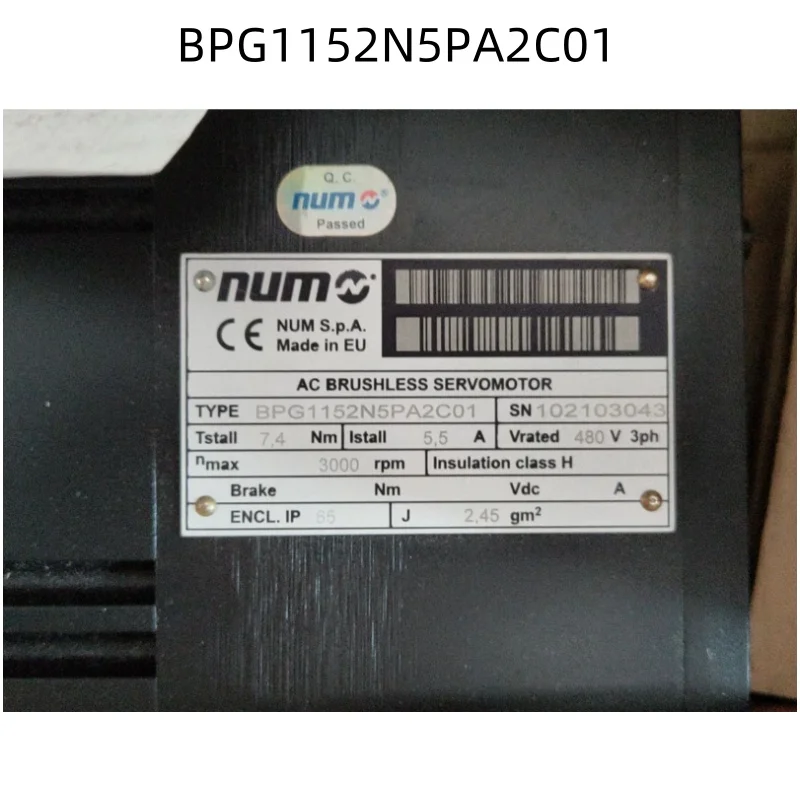 BPG1152N5PA2C01
Q. C.
num®
Passed
num
CE NUM S.p.A.
Made in EU
AC BRUSHLESS SERVOMOTOR
TYPE BPG1152N5PA2C01 SN 102103043
Tstall 7,4 Nm Istall 5,5 A Vrated 480 V 3ph
nmax 3000 rpm Insulation class H
Brake Nm Vdc A
ENCL. IP 65 J 2,45 gm²